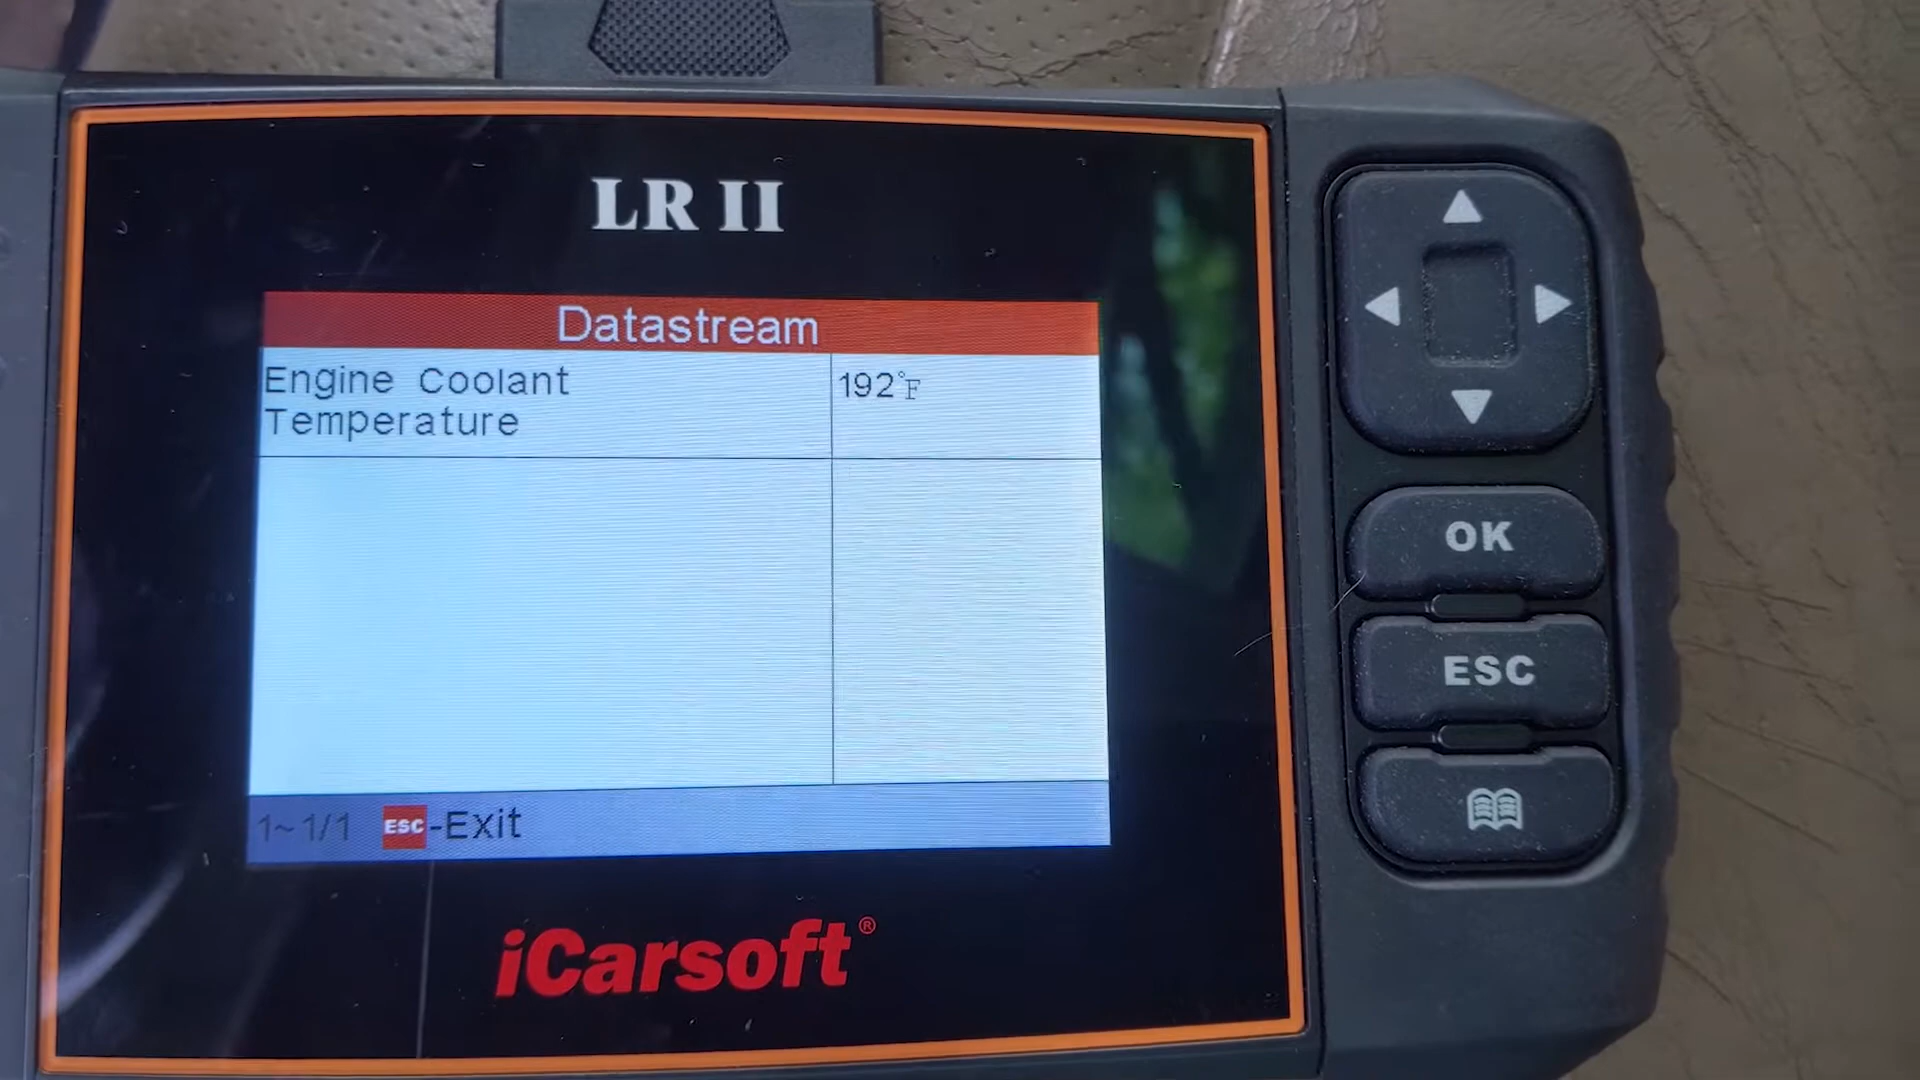 LR II
Datastream
Engine Coolant
Temperature
192°F
1~1/1 ESC-Exit
iCarsoft®
OK
ESC